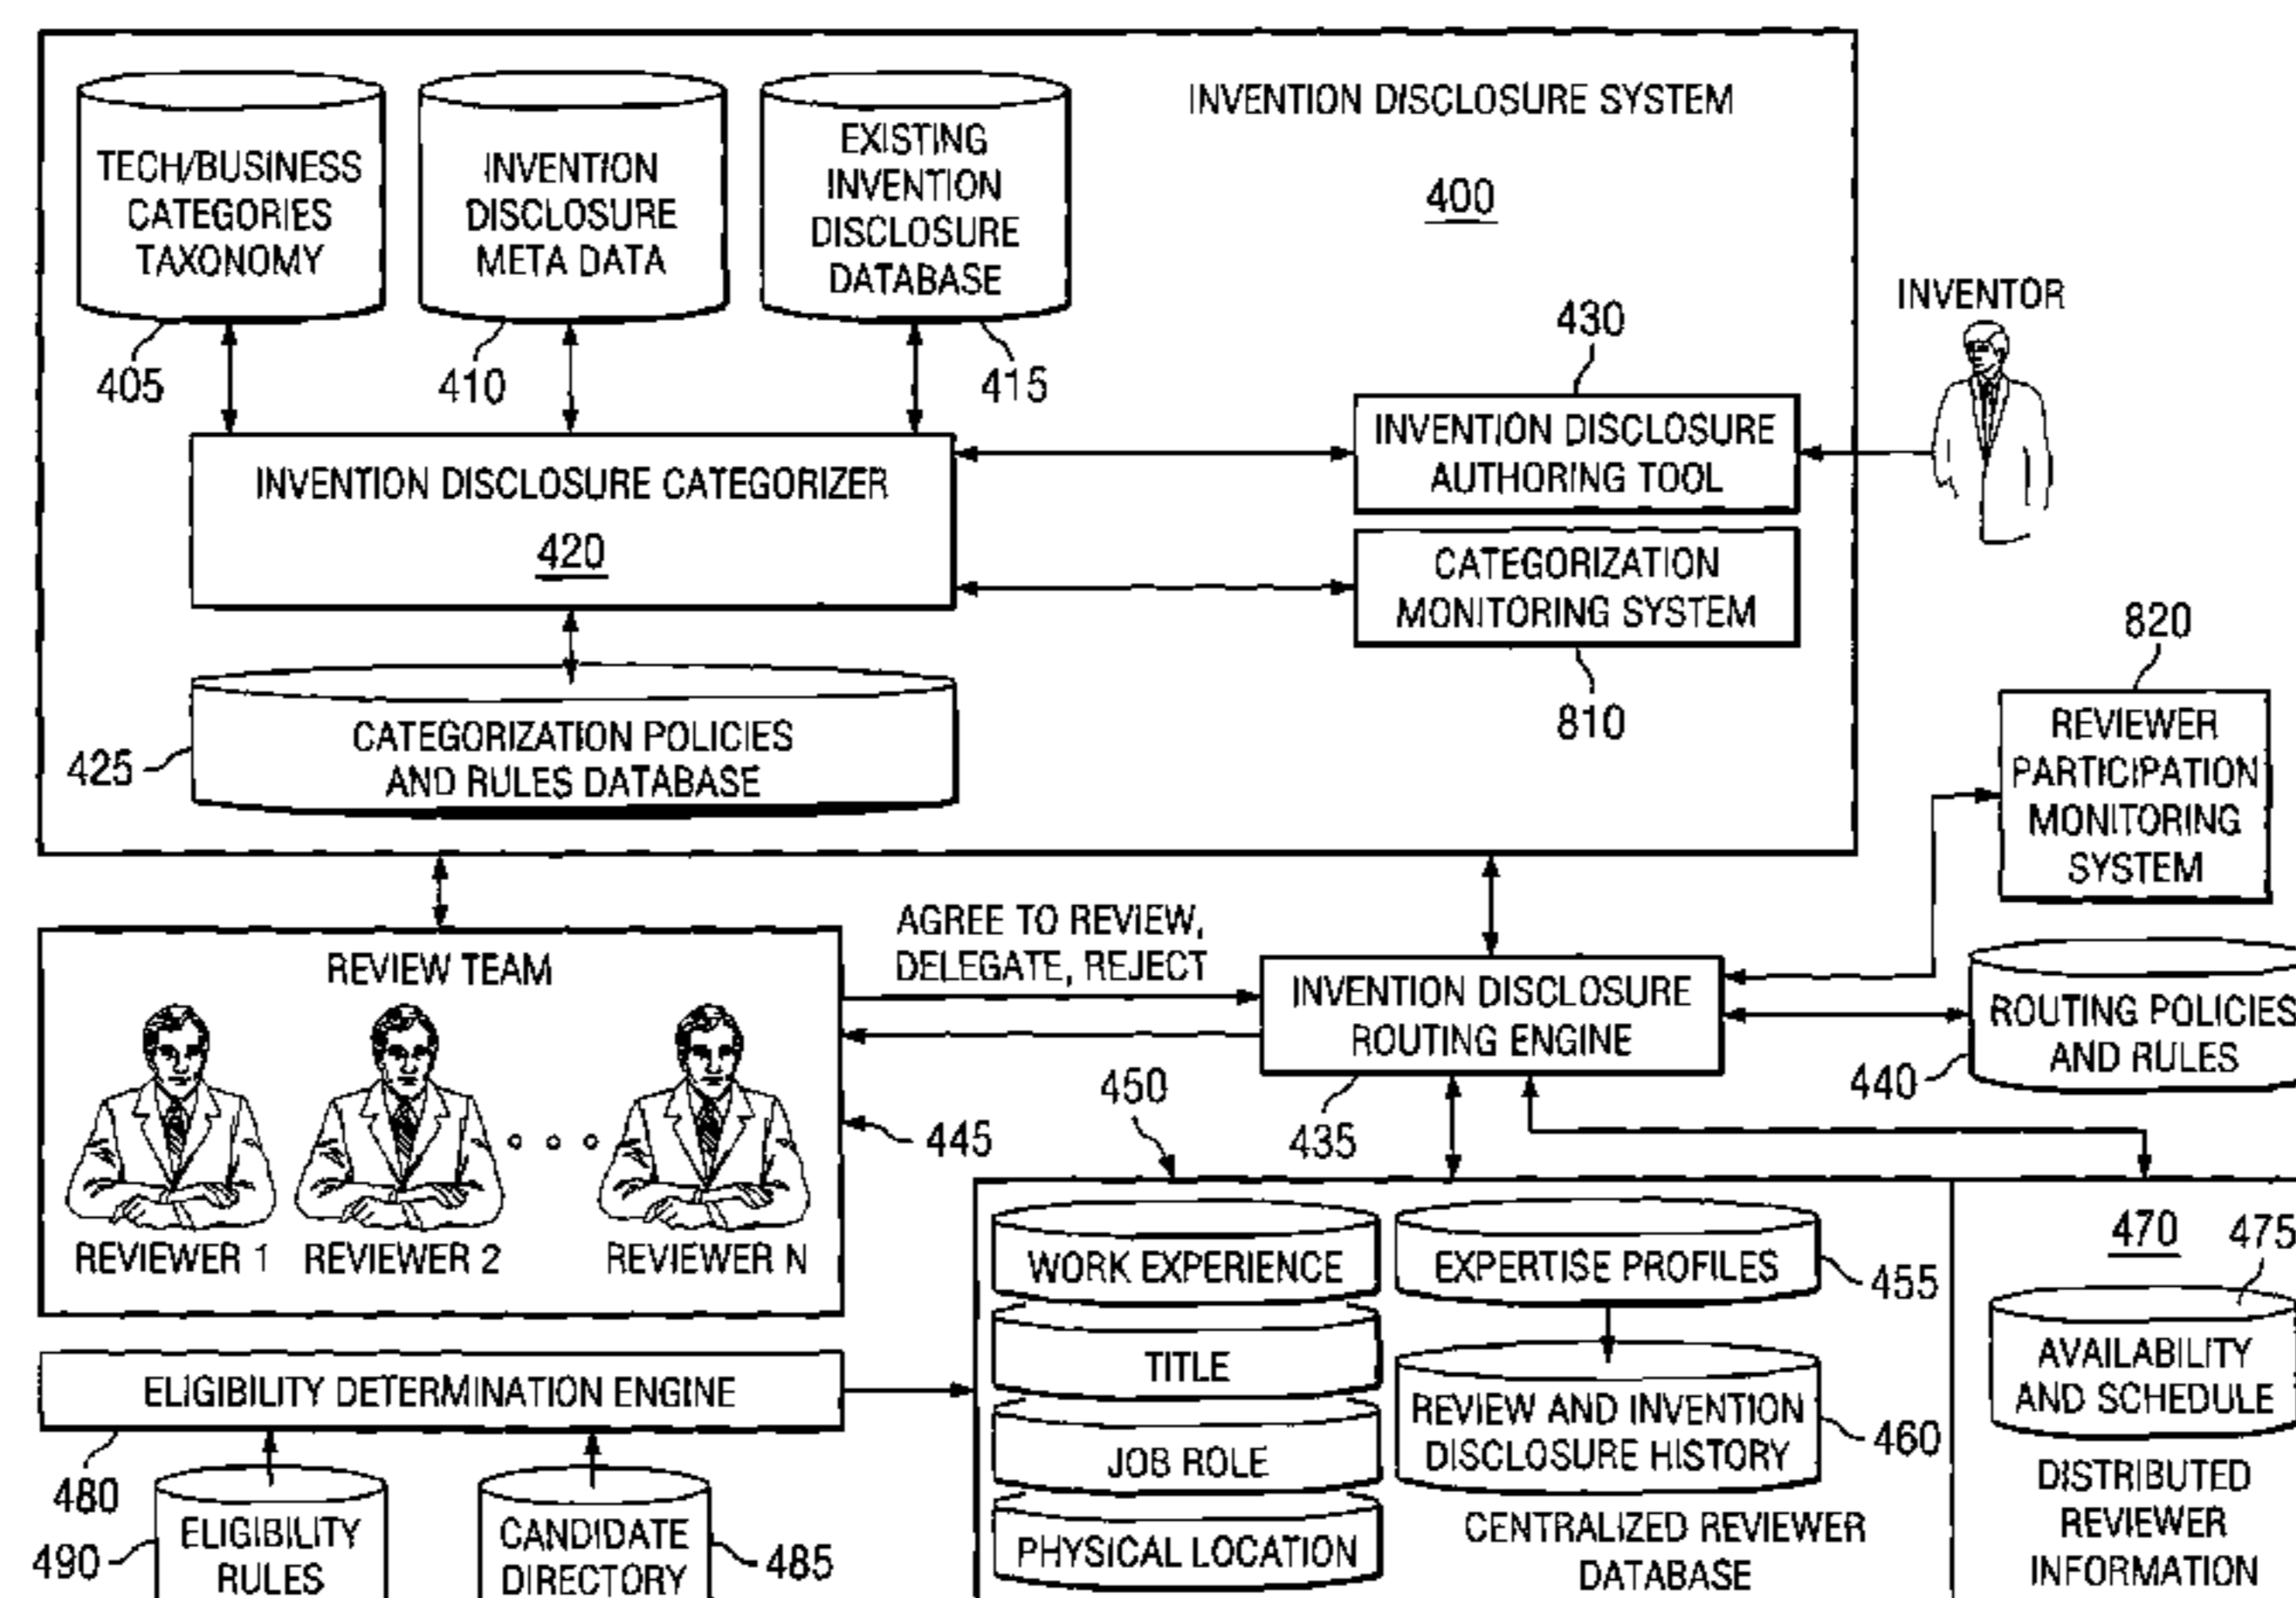 INVENTION DISCLOSURE SYSTEM
400
TECH/BUSINESS
CATEGORIES
TAXONOMY
405
INVENTION
DISCLOSURE
META DATA
410
EXISTING
INVENTION
DISCLOSURE
DATABASE
415
INVENTION DISCLOSURE CATEGORIZER
420
430
INVENTION DISCLOSURE
AUTHORING TOOL
INVENTOR
CATEGORIZATION
MONITORING SYSTEM
810
425
CATEGORIZATION POLICIES
AND RULES DATABASE
820
REVIEWER
PARTICIPATION
MONITORING
SYSTEM
REVIEW TEAM
REVIEWER 1
REVIEWER 2
REVIEWER N
445
AGREE TO REVIEW,
DELEGATE, REJECT
INVENTION DISCLOSURE
ROUTING ENGINE
435
ROUTING POLICIES
AND RULES
440
450
WORK EXPERIENCE
TITLE
JOB ROLE
PHYSICAL LOCATION
EXPERTISE PROFILES
455
REVIEW AND INVENTION
DISCLOSURE HISTORY
460
CENTRALIZED REVIEWER
DATABASE
470
475
AVAILABILITY
AND SCHEDULE
DISTRIBUTED
REVIEWER
INFORMATION
ELIGIBILITY DETERMINATION ENGINE
480
490
ELIGIBILITY
RULES
CANDIDATE
DIRECTORY
485